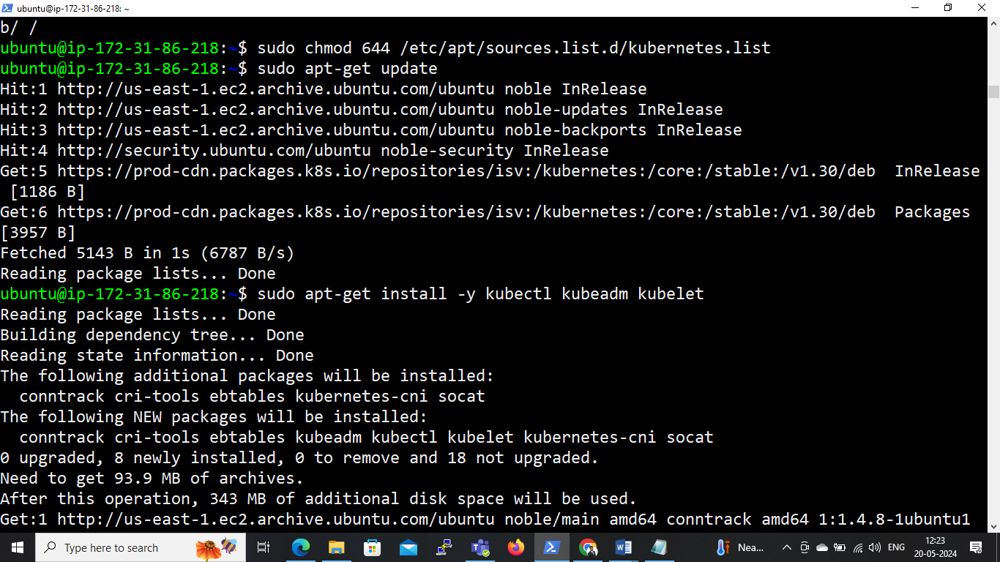 ubuntu@ip-172-31-86-218: ~
b/ /
ubuntu@ip-172-31-86-218:~$ sudo chmod 644 /etc/apt/sources.list.d/kubernetes.list
ubuntu@ip-172-31-86-218:~$ sudo apt-get update
Hit:1 http://us-east-1.ec2.archive.ubuntu.com/ubuntu noble InRelease
Hit:2 http://us-east-1.ec2.archive.ubuntu.com/ubuntu noble-updates InRelease
Hit:3 http://us-east-1.ec2.archive.ubuntu.com/ubuntu noble-backports InRelease
Hit:4 http://security.ubuntu.com/ubuntu noble-security InRelease
Get:5 https://prod-cdn.packages.k8s.io/repositories/isv:/kubernetes:/core:/stable:/v1.30/deb  InRelease
 [1186 B]
Get:6 https://prod-cdn.packages.k8s.io/repositories/isv:/kubernetes:/core:/stable:/v1.30/deb  Packages
[3957 B]
Fetched 5143 B in 1s (6787 B/s)
Reading package lists... Done
ubuntu@ip-172-31-86-218:~$ sudo apt-get install -y kubectl kubeadm kubelet
Reading package lists... Done
Building dependency tree... Done
Reading state information... Done
The following additional packages will be installed:
  conntrack cri-tools ebtables kubernetes-cni socat
The following NEW packages will be installed:
  conntrack cri-tools ebtables kubeadm kubectl kubelet kubernetes-cni socat
0 upgraded, 8 newly installed, 0 to remove and 18 not upgraded.
Need to get 93.9 MB of archives.
After this operation, 343 MB of additional disk space will be used.
Get:1 http://us-east-1.ec2.archive.ubuntu.com/ubuntu noble/main amd64 conntrack amd64 1:1.4.8-1ubuntu1
Type here to search
Nea...
ENG
12:23
20-05-2024